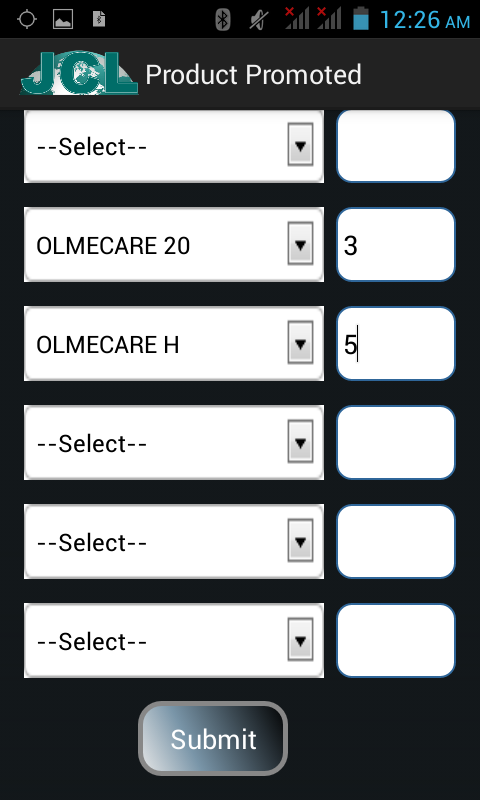 12:26 AM
JCL Product Promoted
--Select--
OLMECARE 20 3
OLMECARE H 5
--Select--
--Select--
--Select--
Submit